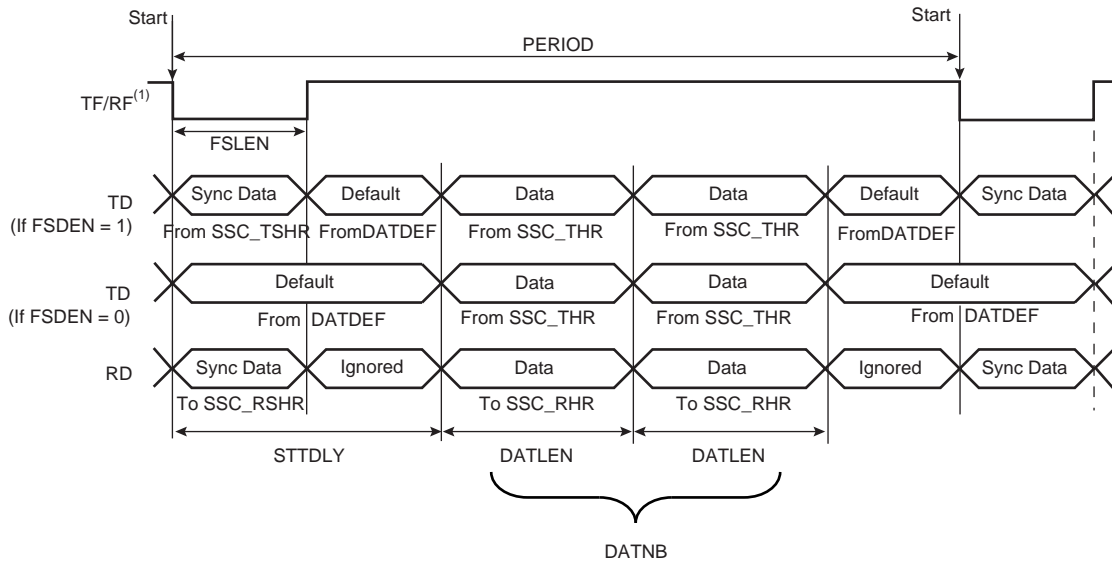 Start
Start
PERIOD
TF/RF(1)
FSLEN
TD
(If FSDEN = 1)
Sync Data
Default
Data
Data
Default
Sync Data
From SSC_TSHR
FromDATDEF
From SSC_THR
From SSC_THR
FromDATDEF
TD
(If FSDEN = 0)
Default
Data
Data
Default
From DATDEF
From SSC_THR
From SSC_THR
From DATDEF
RD
Sync Data
Ignored
Data
Data
Ignored
Sync Data
To SSC_RSHR
To SSC_RHR
To SSC_RHR
STTDLY
DATLEN
DATLEN
DATNB